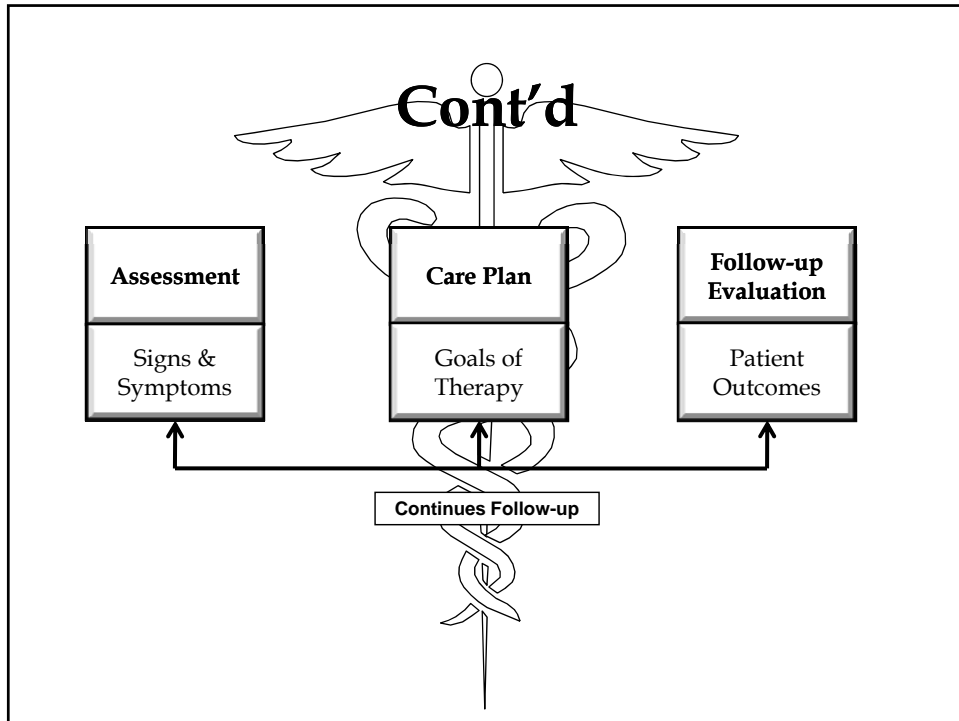 Cont’d
Assessment
Signs &
Symptoms
Care Plan
Goals of
Therapy
Follow-up
Evaluation
Patient
Outcomes
Continues Follow-up